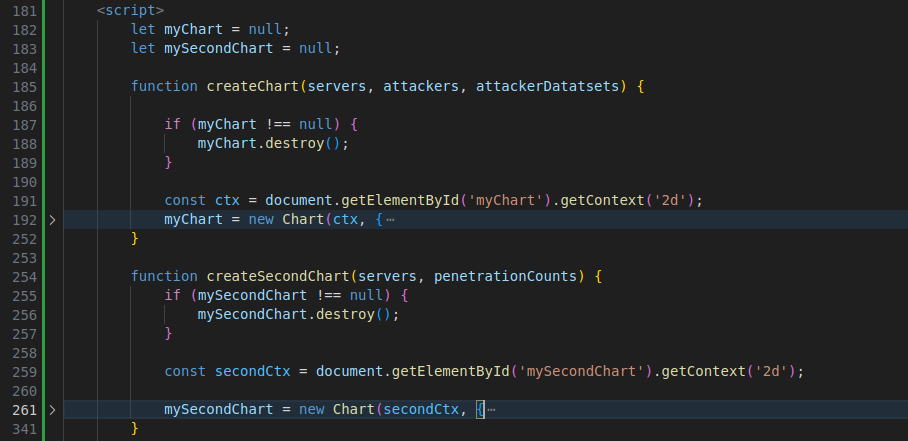 181 <script>
182 let myChart = null;
183 let mySecondChart = null;
184
185 function createChart(servers, attackers, attackerDatatsets) {
186
187 if (myChart !== null) {
188 myChart.destroy();
189 }
190
191 const ctx = document.getElementById('myChart').getContext('2d');
192 > myChart = new Chart(ctx, {⋯
252 }
253
254 function createSecondChart(servers, penetrationCounts) {
255 if (mySecondChart !== null) {
256 mySecondChart.destroy();
257 }
258
259 const secondCtx = document.getElementById('mySecondChart').getContext('2d');
260
261 > mySecondChart = new Chart(secondCtx, {⋯
341 }